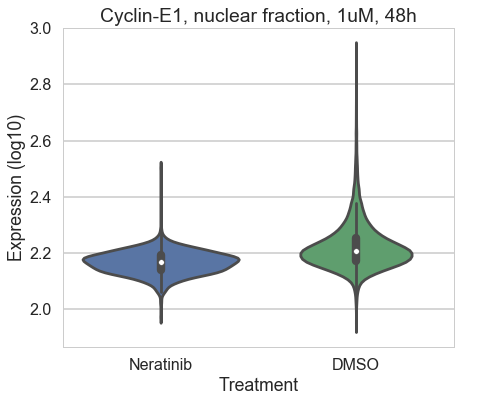 Cyclin-E1, nuclear fraction, 1uM, 48h
3.0
2.8
2.6
2.4
2.2
2.0
Expression (log10)
Neratinib DMSO
Treatment